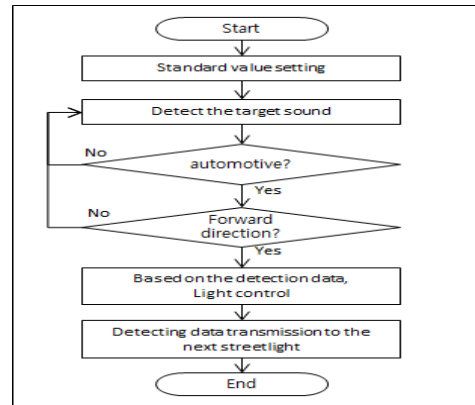 Start
Standard value setting
Detect the target sound
No
automotive?
Yes
No
Forward
direction?
Yes
Based on the detection data,
Light control
Detecting data transmission to the
next streetlight
End